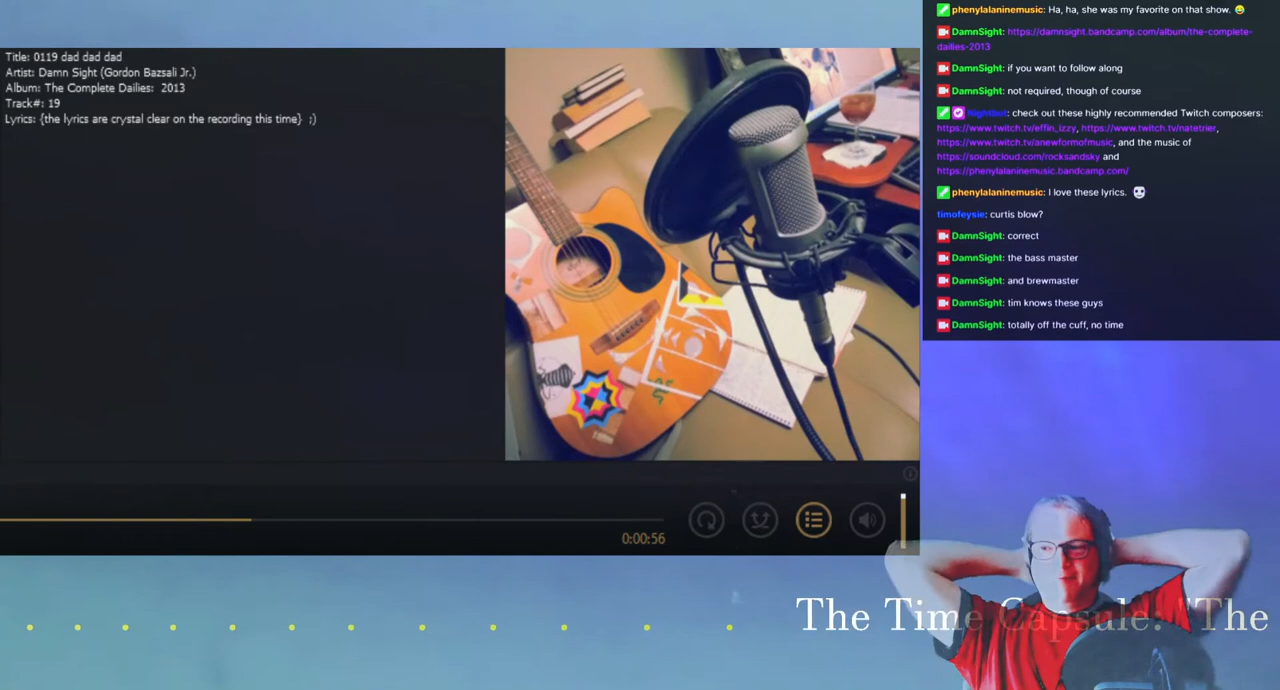 Title: 0119 dad dad dad
Artist: Damn Sight (Gordon Bazsali Jr.)
Album: The Complete Dailies: 2013
Track#: 19
Lyrics: {the lyrics are crystal clear on the recording this time} ;)
0:00:56
phenylalaninemusic: Ha, ha, she was my favorite on that show. 😂
DamnSight: https://damnsight.bandcamp.com/album/the-complete-
dailies-2013
DamnSight: if you want to follow along
DamnSight: not required, though of course
Nightbot: check out these highly recommended Twitch composers:
https://www.twitch.tv/effin_izzy, https://www.twitch.tv/natetrier,
https://www.twitch.tv/anewformofmusic, and the music of
https://soundcloud.com/rocksandsky and
https://phenylalaninemusic.bandcamp.com/
phenylalaninemusic: I love these lyrics.
timofeysie: curtis blow?
DamnSight: correct
DamnSight: the bass master
DamnSight: and brewmaster
DamnSight: tim knows these guys
DamnSight: totally off the cuff, no time
The Time Capsule: "The